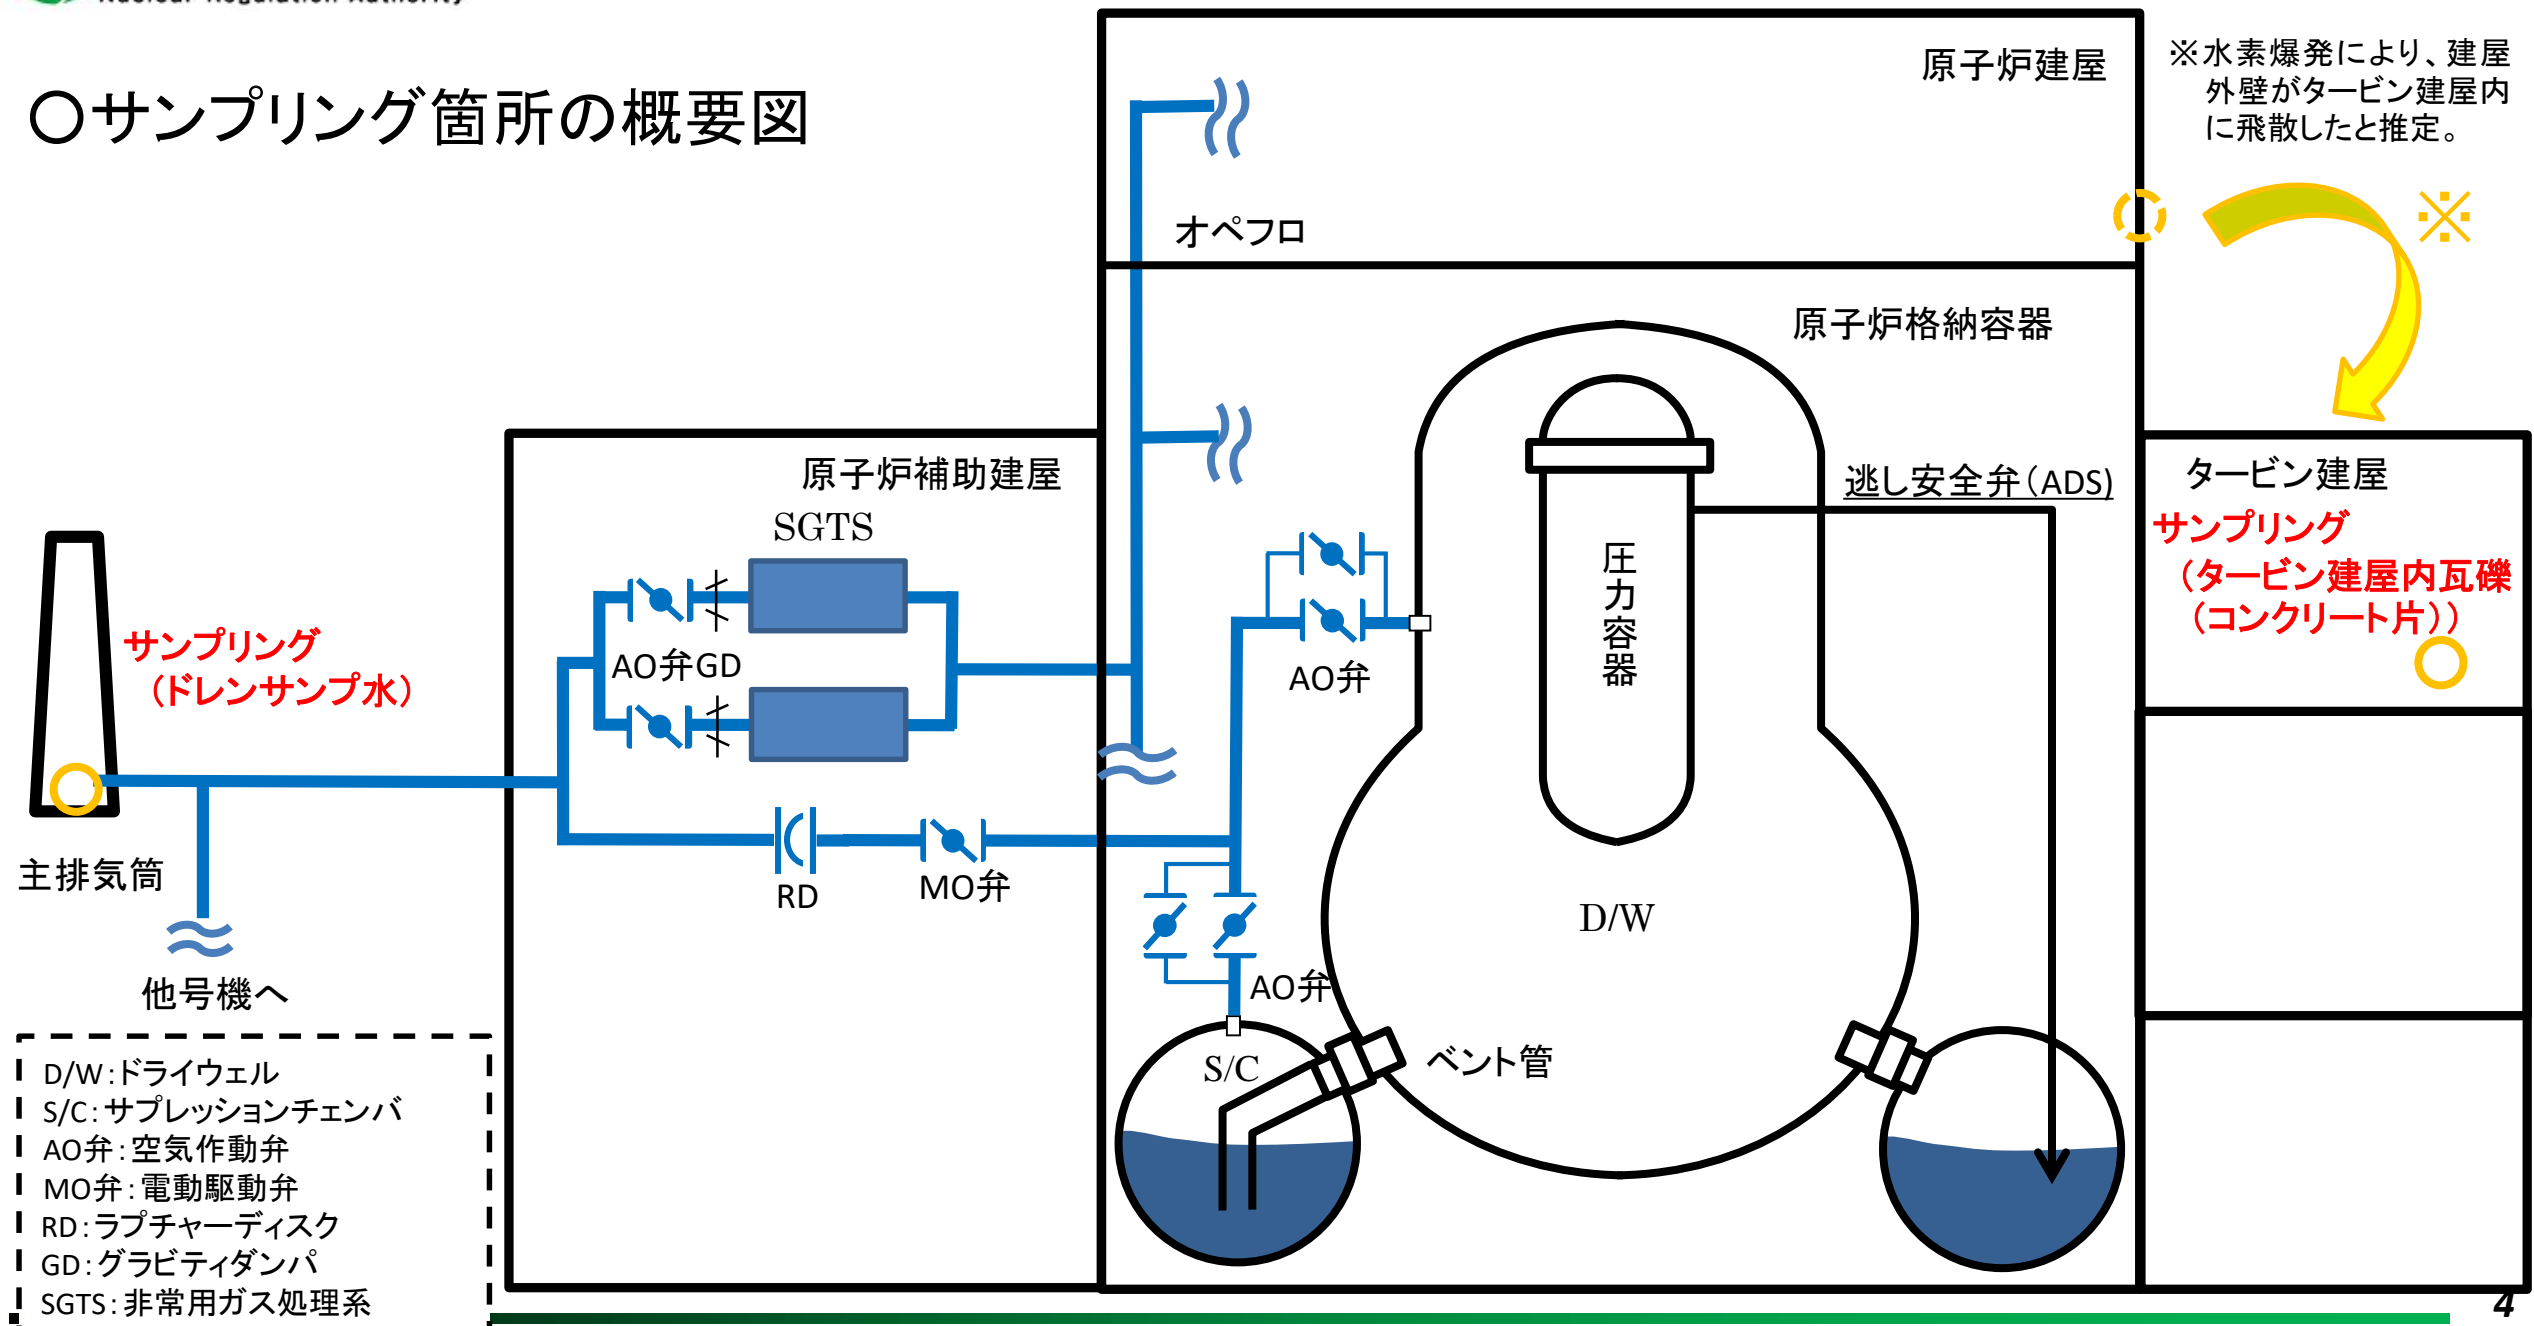 Nuclear Regulation Authority
〇サンプリング箇所の概要図
原子炉建屋
※水素爆発により、建屋
外壁がタービン建屋内
に飛散したと推定。
オペフロ
※
原子炉格納容器
原子炉補助建屋
SGTS
逃し安全弁(ADS)
タービン建屋
サンプリング
(タービン建屋内瓦礫
(コンクリート片))
圧力容器
サンプリング
(ドレンサンプ水)
AO弁GD
AO弁
主排気筒
RD
MO弁
D/W
他号機へ
AO弁
S/C
ベント管
D/W:ドライウェル
S/C:サプレッションチェンバ
AO弁:空気作動弁
MO弁:電動駆動弁
RD:ラプチャーディスク
GD:グラビティダンパ
SGTS:非常用ガス処理系
4